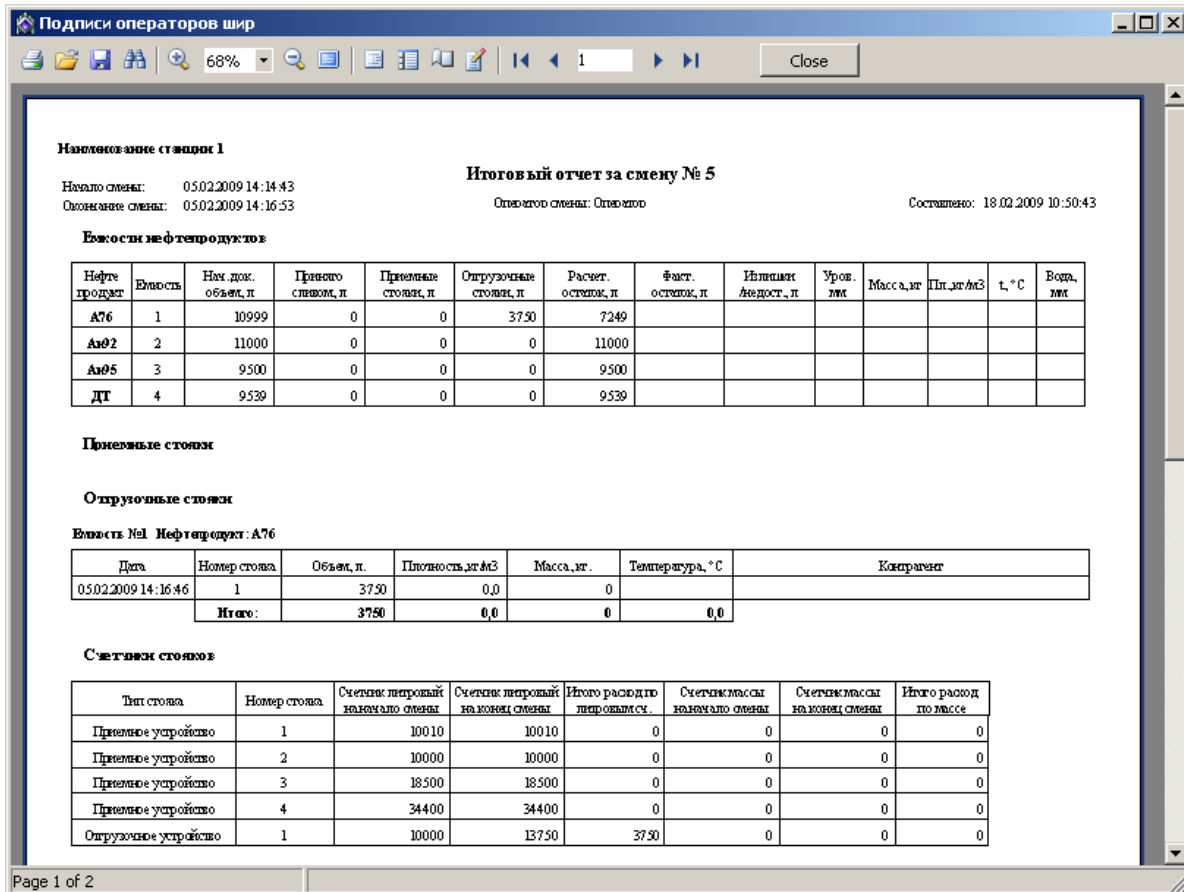 Подписи операторов шир
68%
1
Close
Наименование станции 1
Итоговый отчет за смену № 5
Начало смены: 05.02.2009 14:14:43
Окончание смены: 05.02.2009 14:16:53
Оператор смены: Оператор
Составлено: 18.02.2009 10:50:43
Емкости нефтепродуктов
Нефте продукт Емкость Нач. док. объем, л Принято сливом, л Приемные стояки, л Отгрузочные стояки, л Расчет. остаток, л Факт. остаток, л Излишки /недост., л Уров. мм Масса, кг Пл.,кг/м3 t, °C Вода, мм
А76 1 10999 0 0 3750 7249
Аи92 2 11000 0 0 0 11000
Аи95 3 9500 0 0 0 9500
ДТ 4 9539 0 0 0 9539
Приемные стояки
Отгрузочные стояки
Емкость №1 Нефтепродукт: А76
Дата Номер стояка Объем, л. Плотность,кг/м3 Масса, кг. Температура, °C Контрагент
05.02.2009 14:16:46 1 3750 0,0 0
Итого: 3750 0,0 0 0,0
Счетчики стояков
Тип стояка Номер стояка Счетчик литровый на начало смены Счетчик литровый на конец смены Итого расход по литровым сч. Счетчик массы на начало смены Счетчик массы на конец смены Итого расход по массе
Приемное устройство 1 10010 10010 0 0 0 0
Приемное устройство 2 10000 10000 0 0 0 0
Приемное устройство 3 18500 18500 0 0 0 0
Приемное устройство 4 34400 34400 0 0 0 0
Отгрузочное устройство 1 10000 13750 3750 0 0 0
Page 1 of 2